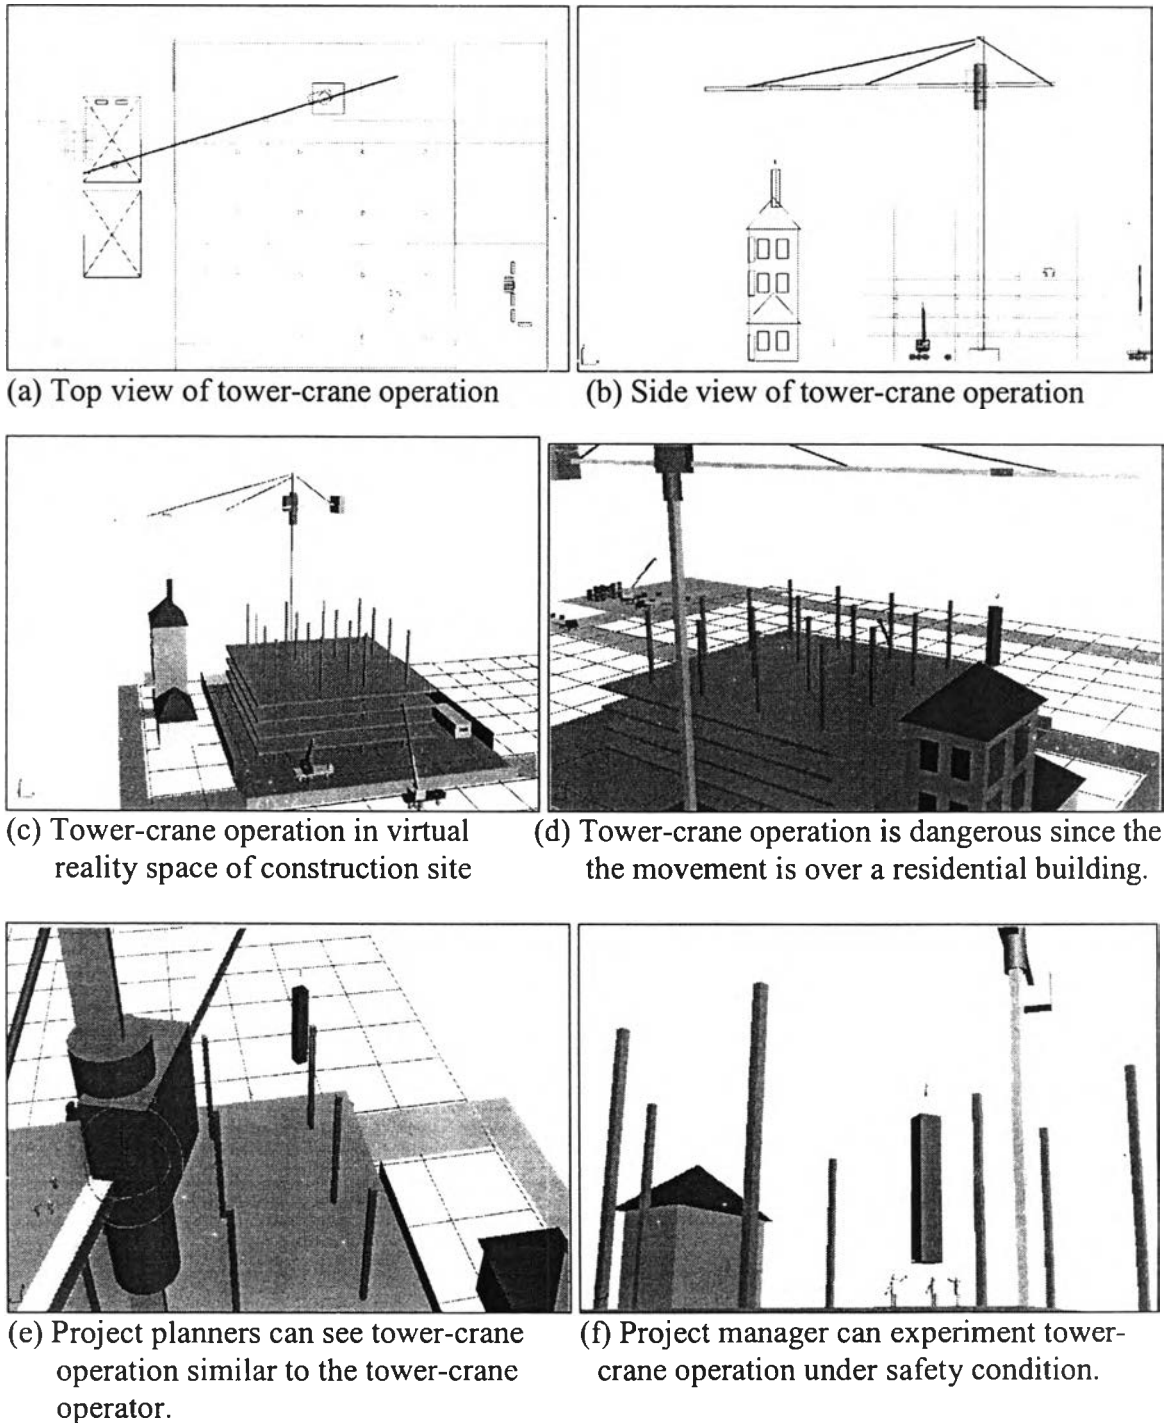 (a) Top view of tower-crane operation
(b) Side view of tower-crane operation
(c) Tower-crane operation in virtual
reality space of construction site
(d) Tower-crane operation is dangerous since the
the movement is over a residential building.
(e) Project planners can see tower-crane
operation similar to the tower-crane
operator.
(f) Project manager can experiment tower-
crane operation under safety condition.